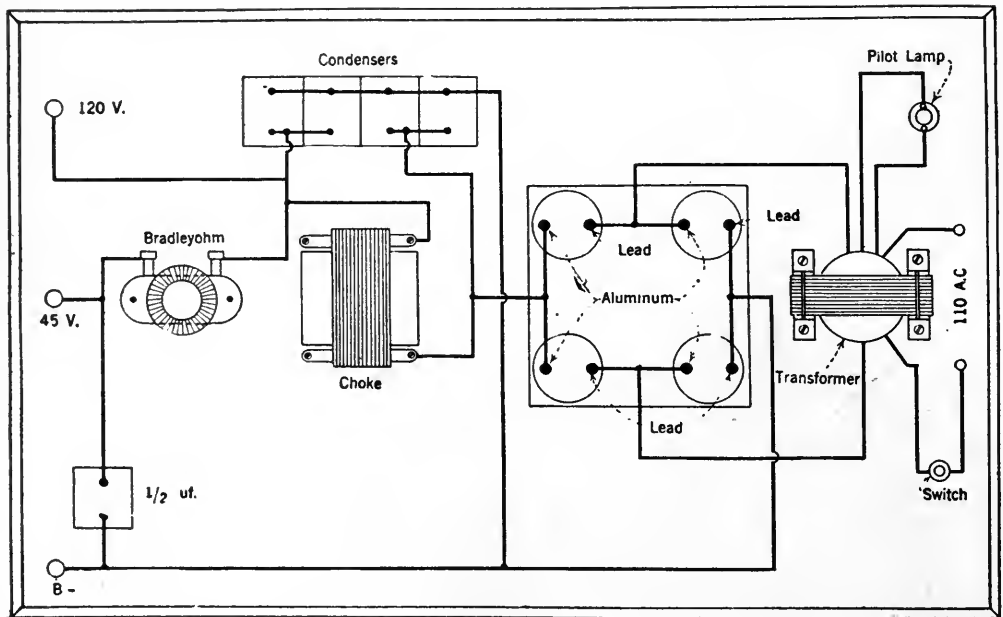 Condensers
Pilot Lamp
120 V.
Lead
Bradleyohm
Lead
110 A.C
45 V.
Aluminum
Transformer
Choke
Lead
1/2 uf.
Switch
B -